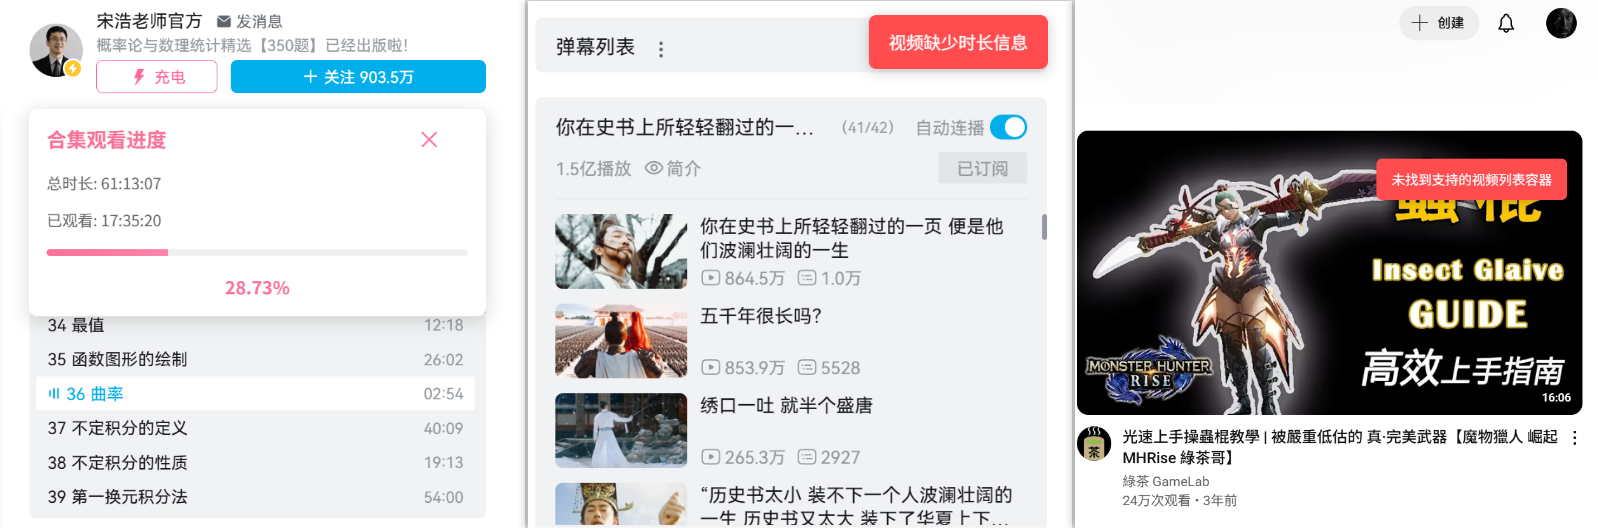 宋浩老师官方 发消息
概率论与数理统计精选【350题】已经出版啦!
充电
+ 关注 903.5万
合集观看进度
总时长: 61:13:07
已观看: 17:35:20
28.73%
34 最值 12:18
35 函数图形的绘制 26:02
36 曲率 02:54
37 不定积分的定义 40:09
38 不定积分的性质 19:13
39 第一换元积分法 54:00
弹幕列表
视频缺少时长信息
你在史书上所轻轻翻过的一... (41/42) 自动连播
1.5亿播放 简介 已订阅
你在史书上所轻轻翻过的一页 便是他
们波澜壮阔的一生
864.5万 1.0万
五千年很长吗?
853.9万 5528
绣口一吐 就半个盛唐
265.3万 2927
“历史书太小 装不下一个人波澜壮阔的
一生 历史书又太大 装下了华夏上下...
创建
未找到支持的视频列表容器
蟲棍
Insect Glaive
GUIDE
高效上手指南
MONSTER HUNTER
RISE
16:06
茶
光速上手操蟲棍教學 | 被嚴重低估的 真·完美武器【魔物獵人 崛起
MHRise 綠茶哥】
綠茶 GameLab
24万次观看 • 3年前